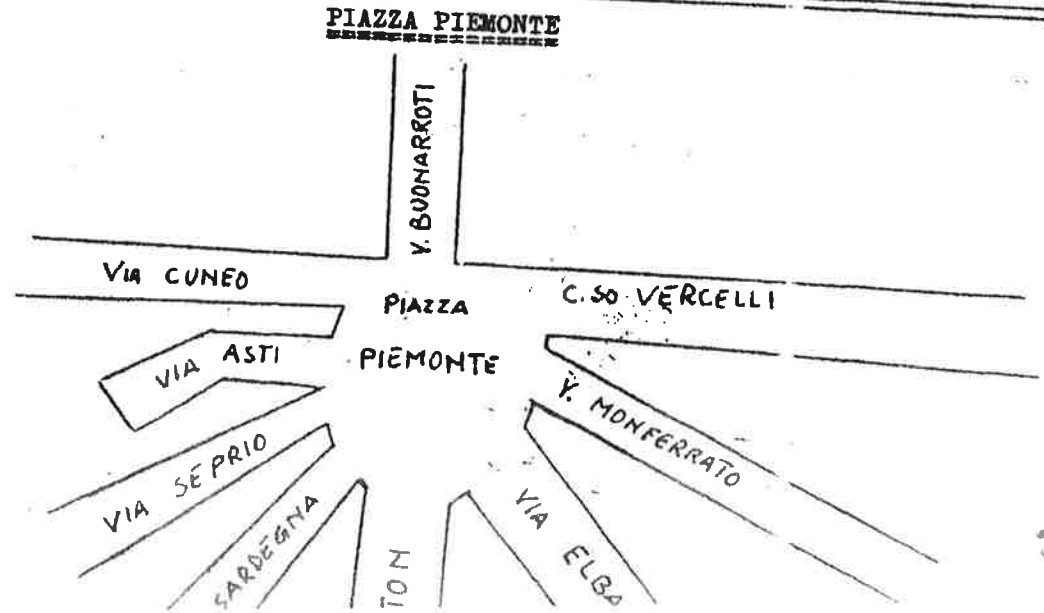 PIAZZA PIEMONTE
V. BUONARROTI
VIA CUNEO
C.SO VERCELLI
PIAZZA
PIEMONTE
VIA ASTI
V. MONFERRATO
VIA SEPRIO
SARDEGNA
VIA ELBA